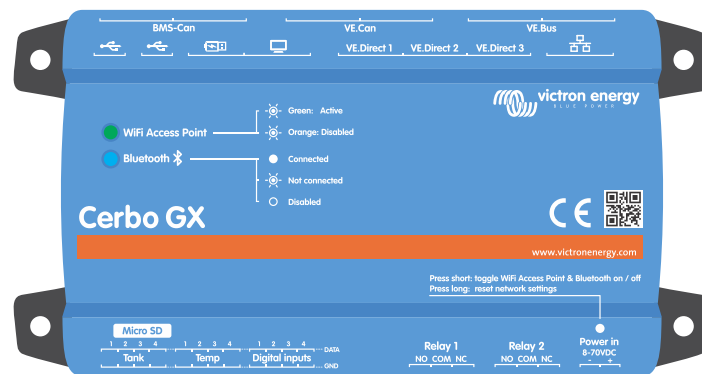 BMS-Can VE.Can VE.Bus
VE.Direct 1 VE.Direct 2 VE.Direct 3
victron energy
BLUE POWER
Green: Active
WiFi Access Point
Orange: Disabled
Bluetooth
Connected
Not connected
Disabled
Cerbo GX
CE
www.victronenergy.com
Press short: toggle WiFi Access Point & Bluetooth on / off
Press long: reset network settings
Micro SD
1 2 3 4 1 2 3 4 1 2 3 4 DATA
Tank Temp Digital inputs
GND
Relay 1 Relay 2 Power in
NO COM NC NO COM NC 8-70VDC
- +